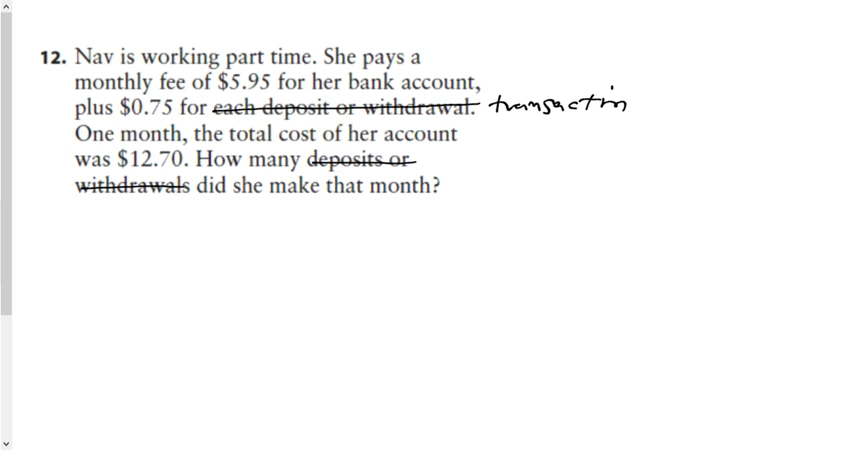 12. Nav is working part time. She pays a
monthly fee of $5.95 for her bank account,
plus $0.75 for each deposit or withdrawal. transaction
One month, the total cost of her account
was $12.70. How many deposits or
withdrawals did she make that month?